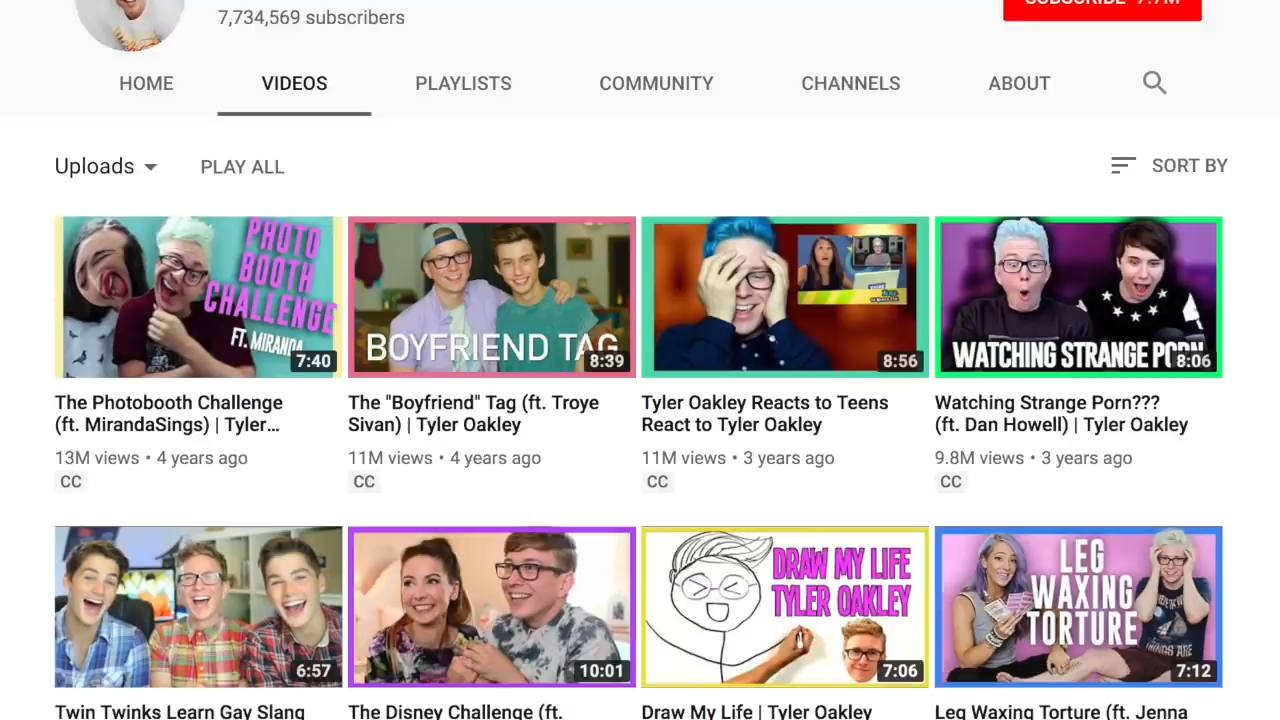 7,734,569 subscribers
SUBSCRIBE 7.7M
HOME VIDEOS PLAYLISTS COMMUNITY CHANNELS ABOUT
Uploads PLAY ALL SORT BY
PHOTO
BOOTH
CHALLENGE
FT. MIRANDA
7:40
BOYFRIEND TAG
8:39
8:56
WATCHING STRANGE PORN
8:06
The Photobooth Challenge
(ft. MirandaSings) | Tyler...
13M views • 4 years ago
CC
The "Boyfriend" Tag (ft. Troye
Sivan) | Tyler Oakley
11M views • 4 years ago
CC
Tyler Oakley Reacts to Teens
React to Tyler Oakley
11M views • 3 years ago
CC
Watching Strange Porn???
(ft. Dan Howell) | Tyler Oakley
9.8M views • 3 years ago
CC
6:57
10:01
DRAW MY LIFE
TYLER OAKLEY
7:06
LEG
WAXING
TORTURE
7:12
Twin Twinks Learn Gay Slang
The Disney Challenge (ft.
Draw My Life | Tyler Oakley
Leg Waxing Torture (ft. Jenna